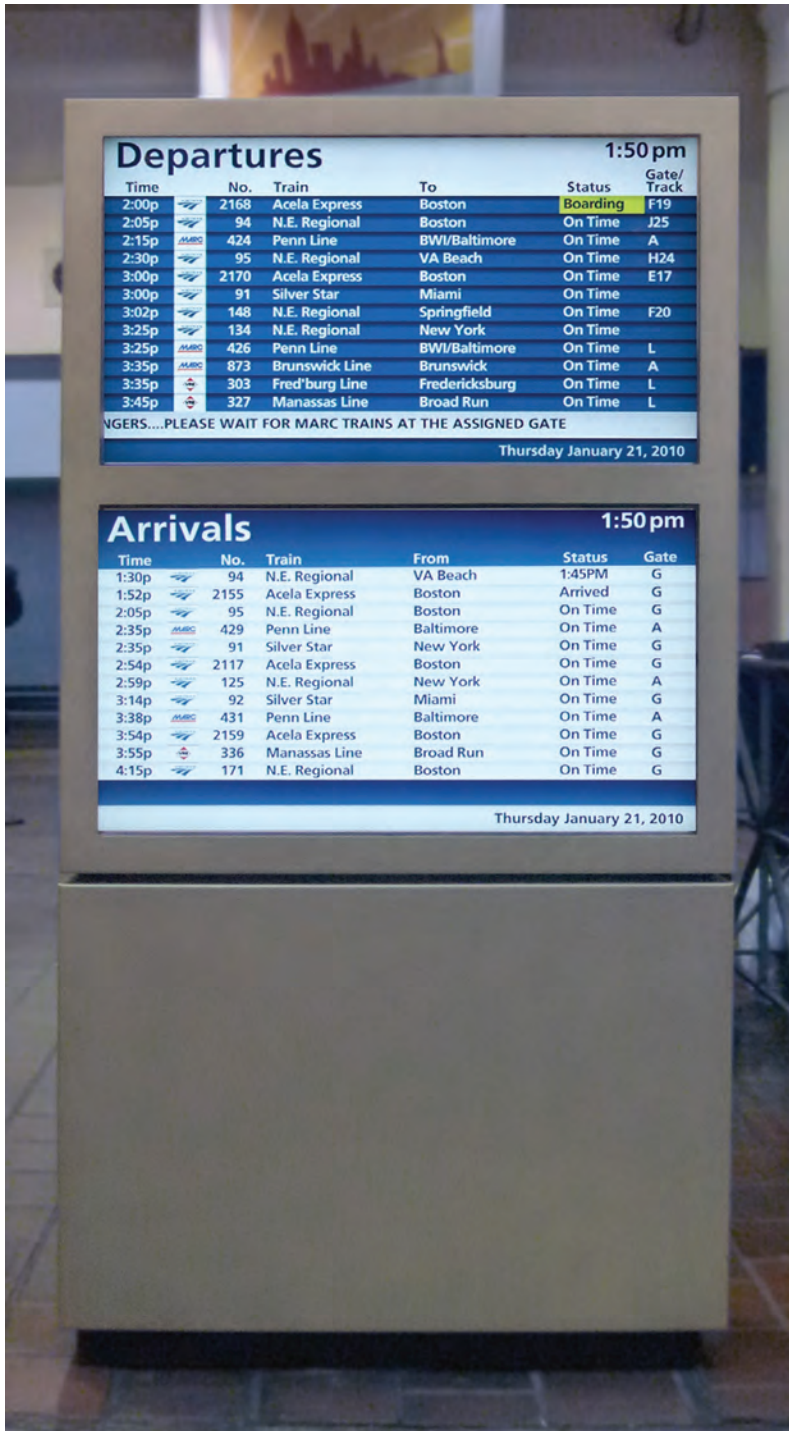 Departures 1:50 pm
Time No. Train To Status Gate/ Track
2:00p 2168 Acela Express Boston Boarding F19
2:05p 94 N.E. Regional Boston On Time J25
2:15p MARC 424 Penn Line BWI/Baltimore On Time A
2:30p 95 N.E. Regional VA Beach On Time H24
3:00p 2170 Acela Express Boston On Time E17
3:00p 91 Silver Star Miami On Time
3:02p 148 N.E. Regional Springfield On Time F20
3:25p 134 N.E. Regional New York On Time
3:25p MARC 426 Penn Line BWI/Baltimore On Time L
3:35p MARC 873 Brunswick Line Brunswick On Time A
3:35p 303 Fred'burg Line Fredericksburg On Time L
3:45p 327 Manassas Line Broad Run On Time L
NGERS....PLEASE WAIT FOR MARC TRAINS AT THE ASSIGNED GATE
Thursday January 21, 2010
Arrivals 1:50 pm
Time No. Train From Status Gate
1:30p 94 N.E. Regional VA Beach 1:45PM G
1:52p 2155 Acela Express Boston Arrived G
2:05p 95 N.E. Regional Boston On Time G
2:35p MARC 429 Penn Line Baltimore On Time A
2:35p 91 Silver Star New York On Time G
2:54p 2117 Acela Express Boston On Time G
2:59p 125 N.E. Regional New York On Time A
3:14p 92 Silver Star Miami On Time G
3:38p MARC 431 Penn Line Baltimore On Time A
3:54p 2159 Acela Express Boston On Time G
3:55p 336 Manassas Line Broad Run On Time G
4:15p 171 N.E. Regional Boston On Time G
Thursday January 21, 2010